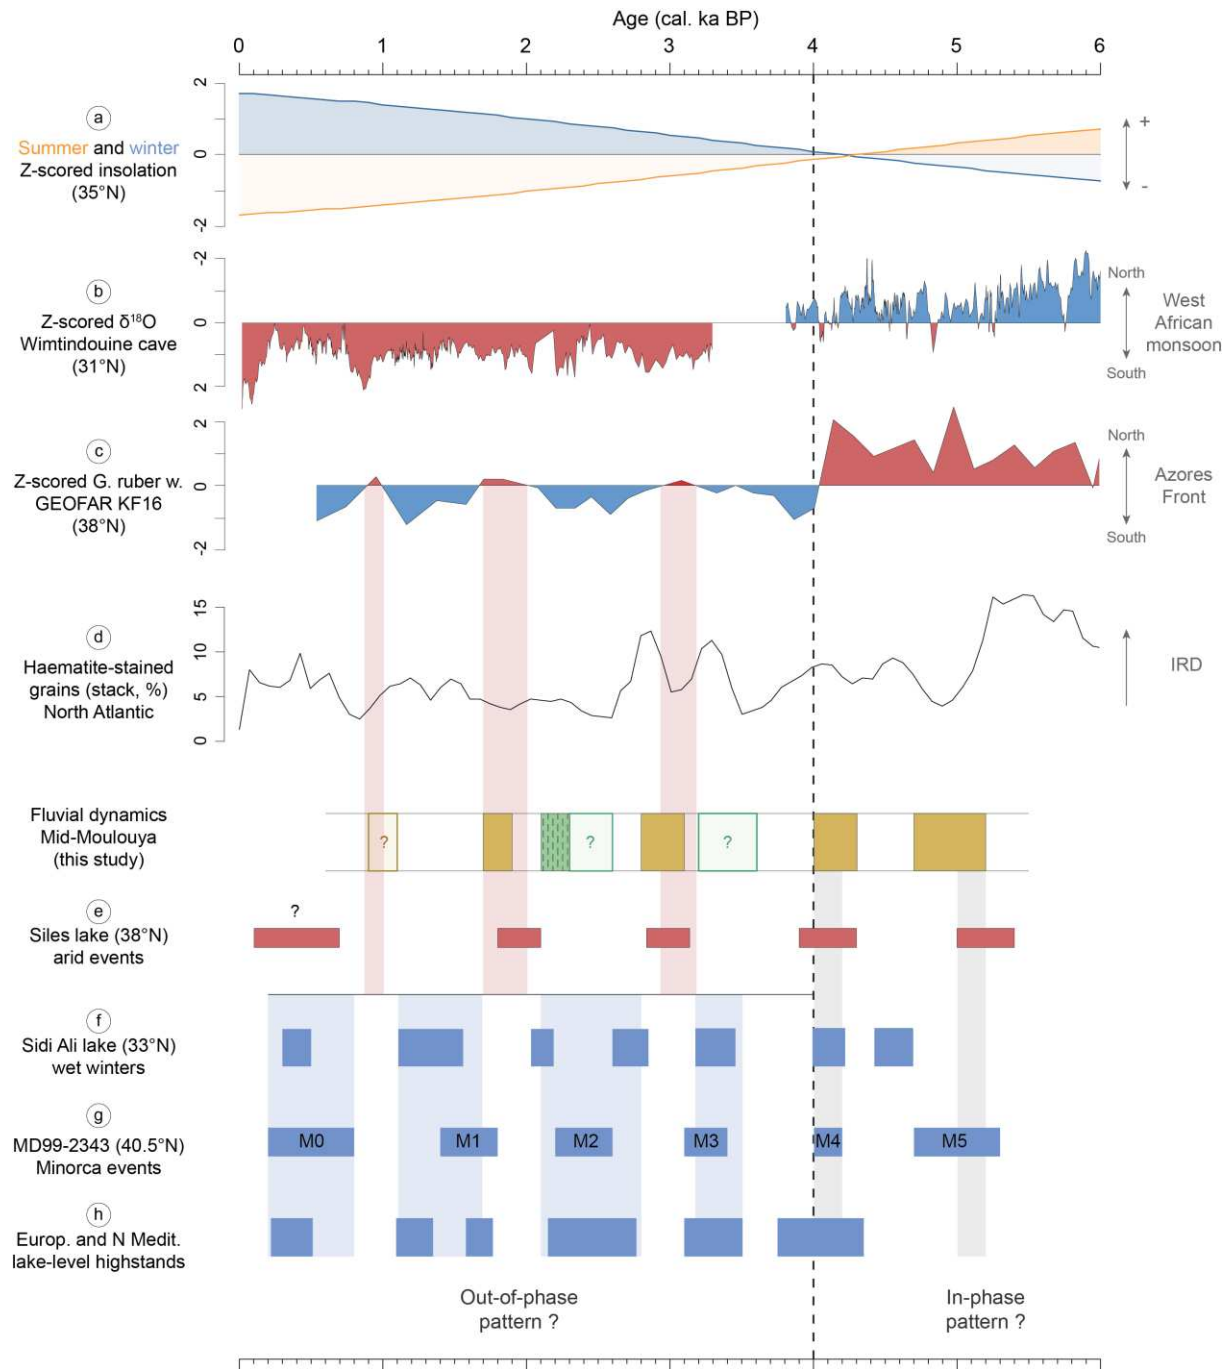 Age (cal. ka BP)
0 1 2 3 4 5 6
a
Summer and winter
Z-scored insolation
(35°N)
2
0
-2
+
-
b
Z-scored δ¹⁸O
Wimtindouine cave
(31°N)
-2
0
2
North
South
West
African
monsoon
c
Z-scored G. ruber w.
GEOFAR KF16
(38°N)
2
0
-2
North
South
Azores
Front
d
Haematite-stained
grains (stack, %)
North Atlantic
15
10
5
0
IRD
Fluvial dynamics
Mid-Moulouya
(this study)
? ? ?
e
Siles lake (38°N)
arid events
?
f
Sidi Ali lake (33°N)
wet winters
g
MD99-2343 (40.5°N)
Minorca events
M0 M1 M2 M3 M4 M5
h
Europ. and N Medit.
lake-level highstands
Out-of-phase
pattern ?
In-phase
pattern ?